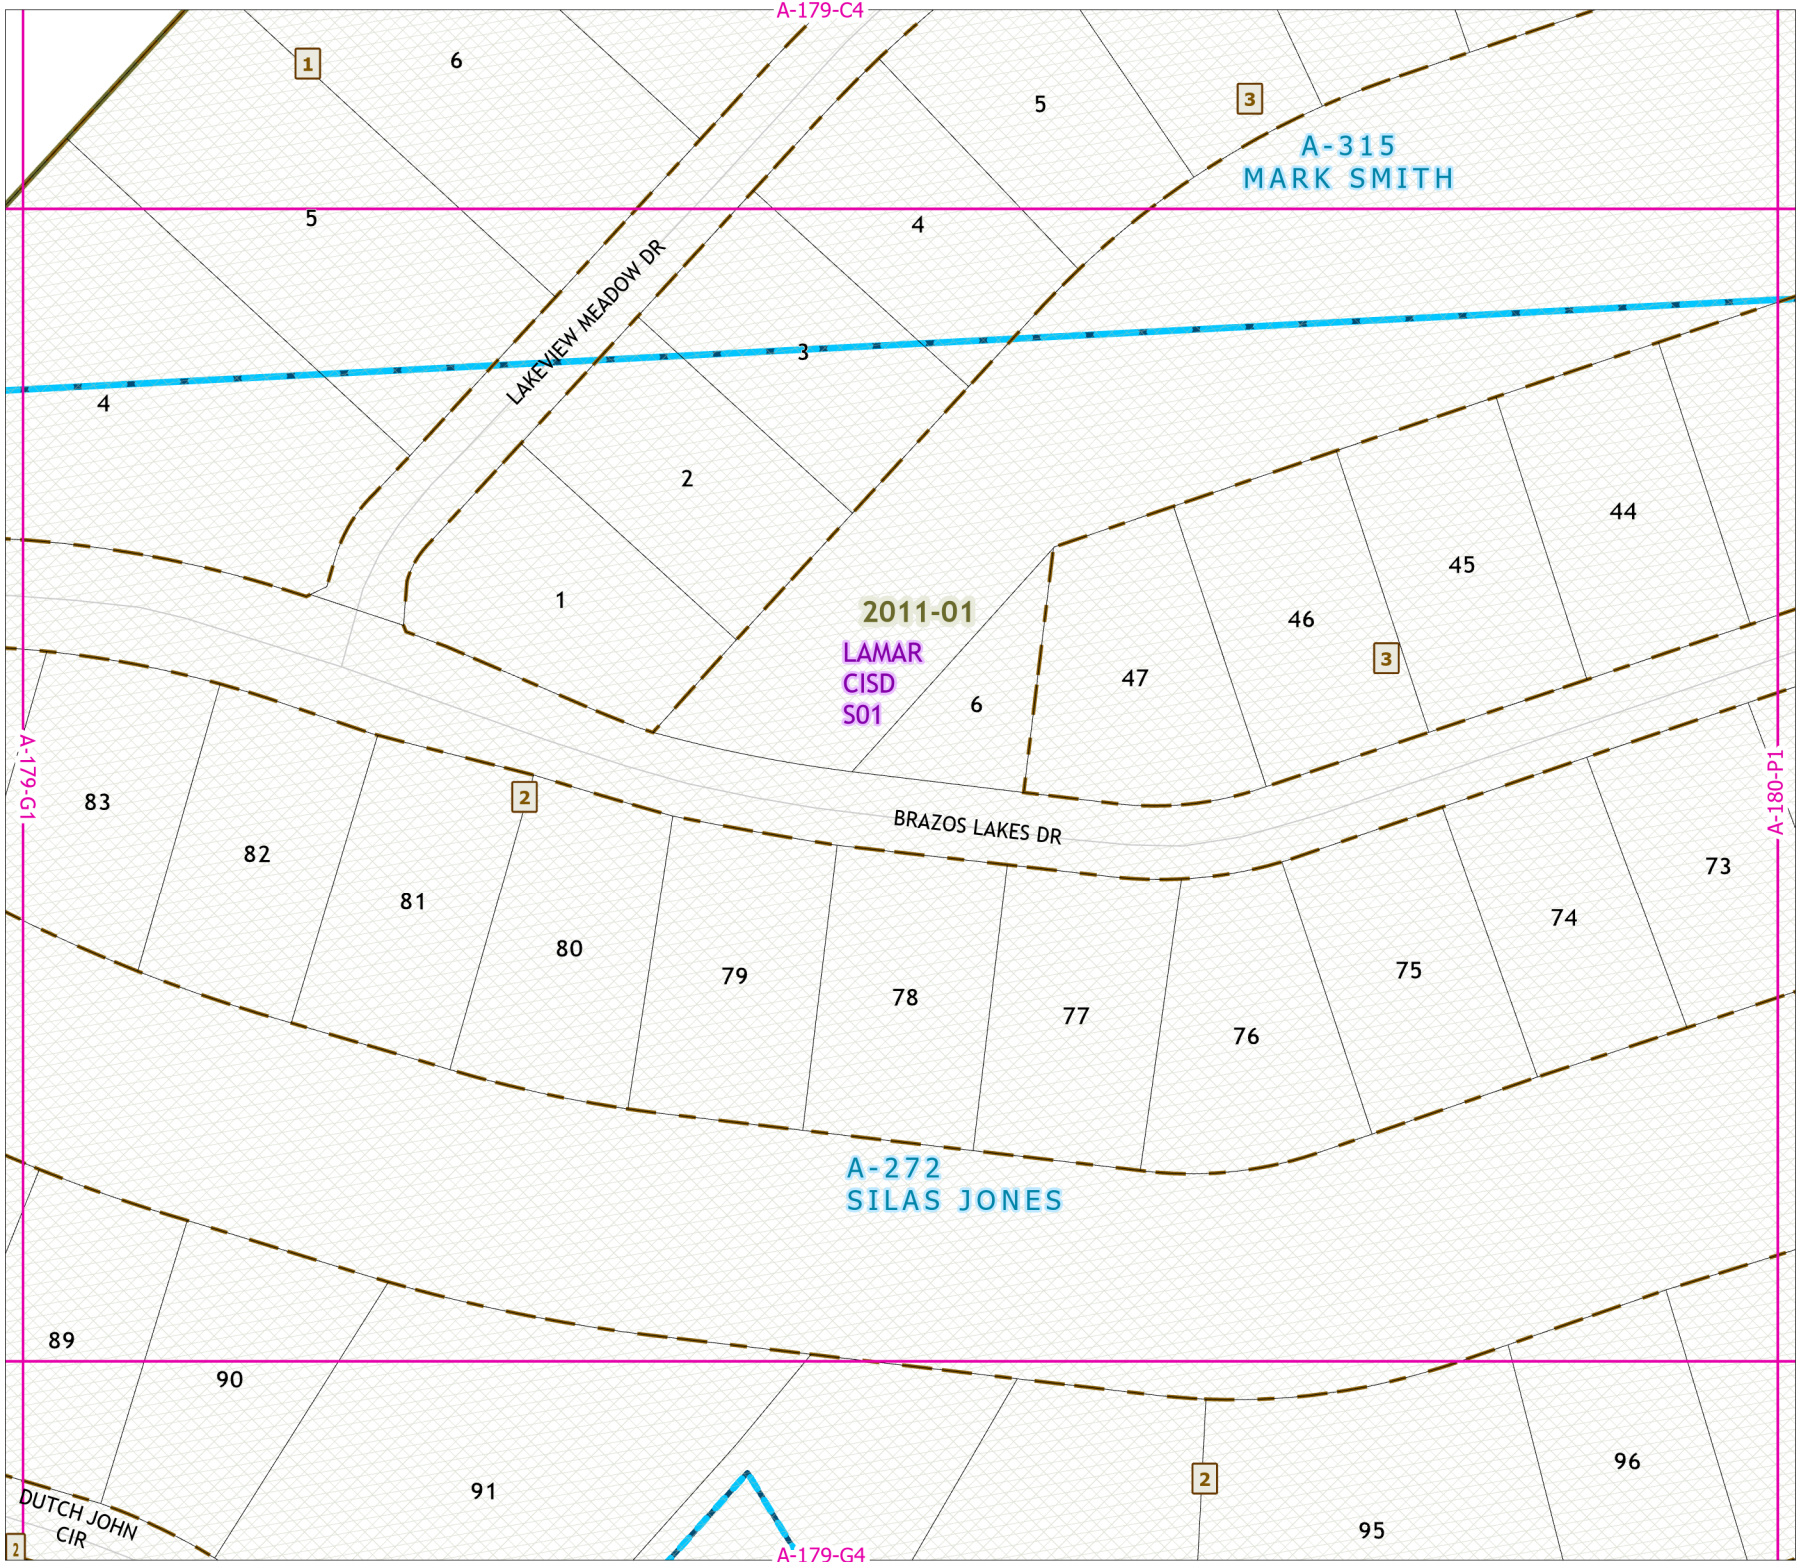 A-179-C4
1
6
5
3
A-315
MARK SMITH
5
4
LAKEVIEW MEADOW DR
3
4
2
44
45
1
2011-01
46
LAMAR
CISD
S01
3
47
6
A-179-G1
A-180-P1
83
2
BRAZOS LAKES DR
82
73
81
74
80
75
79
78
77
76
A-272
SILAS JONES
89
90
96
2
91
DUTCH JOHN
CIR
95
2
A-179-G4